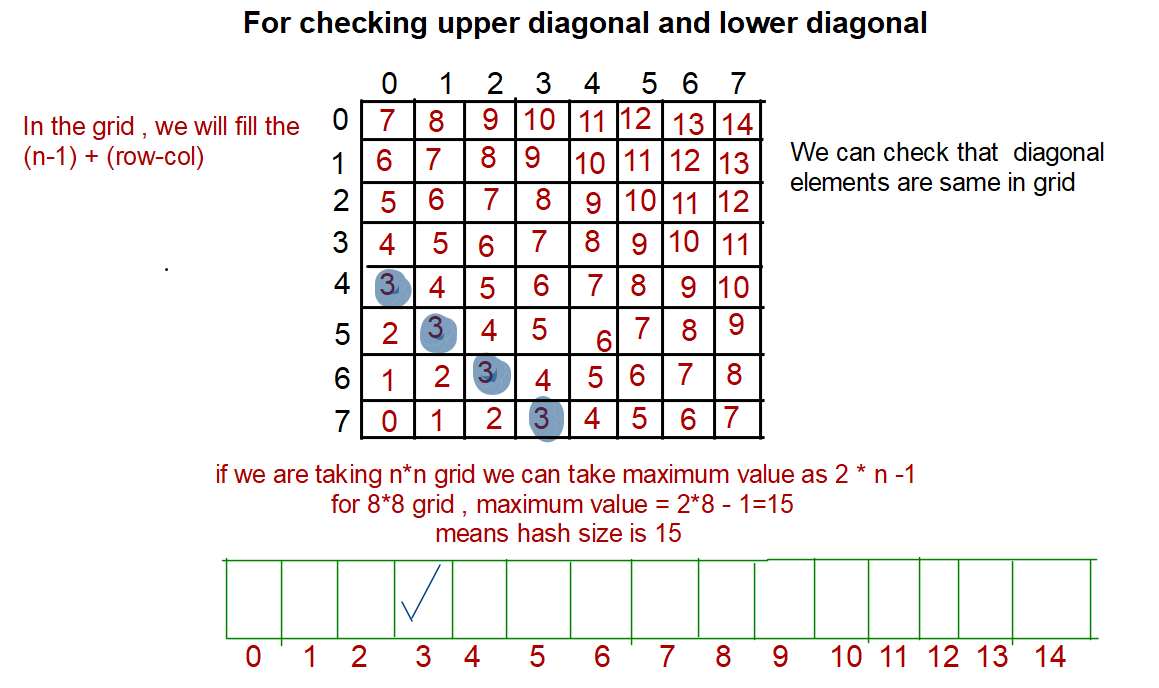 For checking upper diagonal and lower diagonal
In the grid , we will fill the
(n-1) + (row-col)
0 1 2 3 4 5 6 7
0 7 8 9 10 11 12 13 14
1 6 7 8 9 10 11 12 13
2 5 6 7 8 9 10 11 12
3 4 5 6 7 8 9 10 11
4 3 4 5 6 7 8 9 10
5 2 3 4 5 6 7 8 9
6 1 2 3 4 5 6 7 8
7 0 1 2 3 4 5 6 7
We can check that diagonal
elements are same in grid
if we are taking n*n grid we can take maximum value as 2 * n -1
for 8*8 grid , maximum value = 2*8 - 1=15
means hash size is 15
0 1 2 3 4 5 6 7 8 9 10 11 12 13 14